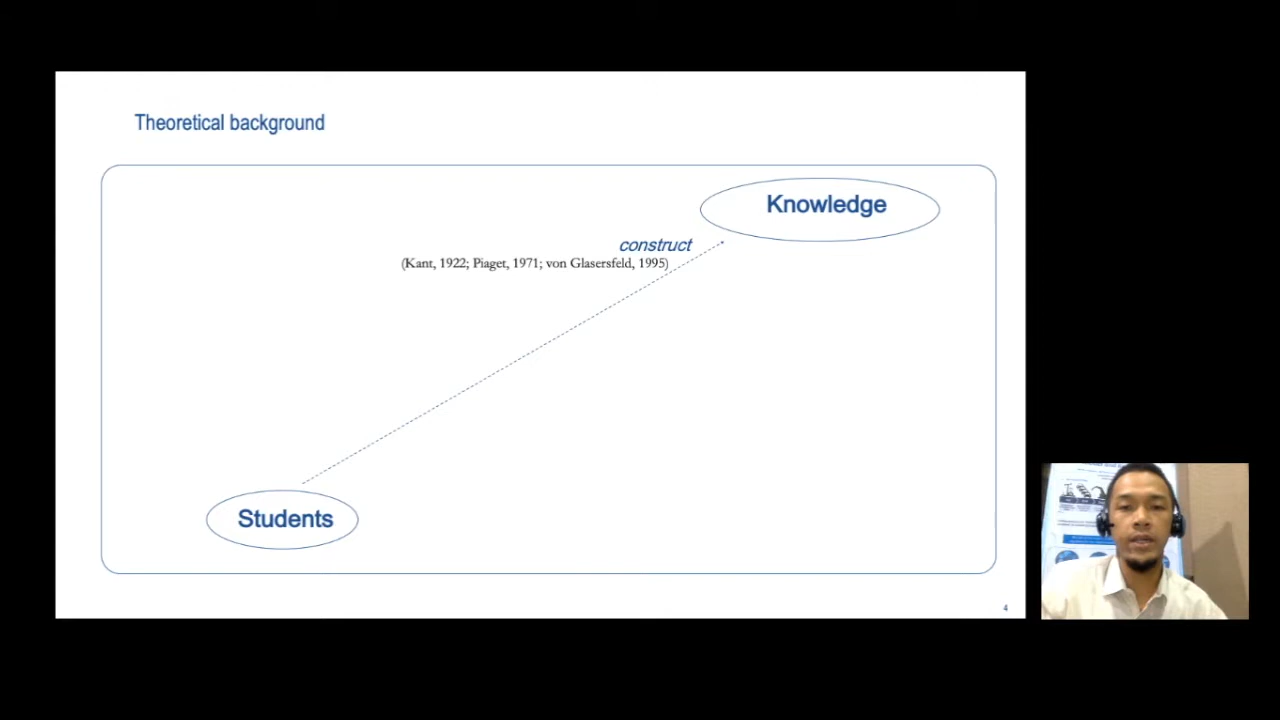 Theoretical background
Knowledge
construct
(Kant, 1922; Piaget, 1971; von Glasersfeld, 1995)
Students
4